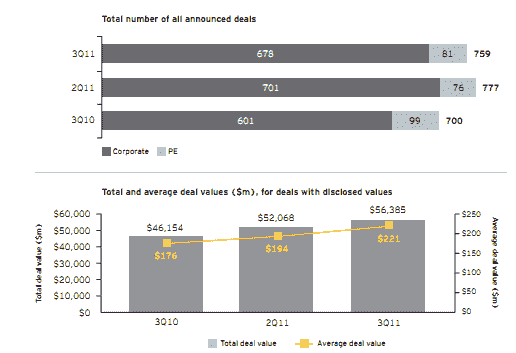 Total number of all announced deals
3Q11 678 81 759
2Q11 701 76 777
3Q10 601 99 700
Corporate PE
Total and average deal values ($m), for deals with disclosed values
Total deal value ($m)
$60,000
$50,000
$40,000
$30,000
$20,000
$10,000
$0
$46,154
$52,068
$56,385
$176
$194
$221
$250
$200
$150
$100
$50
$0
Average deal value ($m)
3Q10 2Q11 3Q11
Total deal value Average deal value